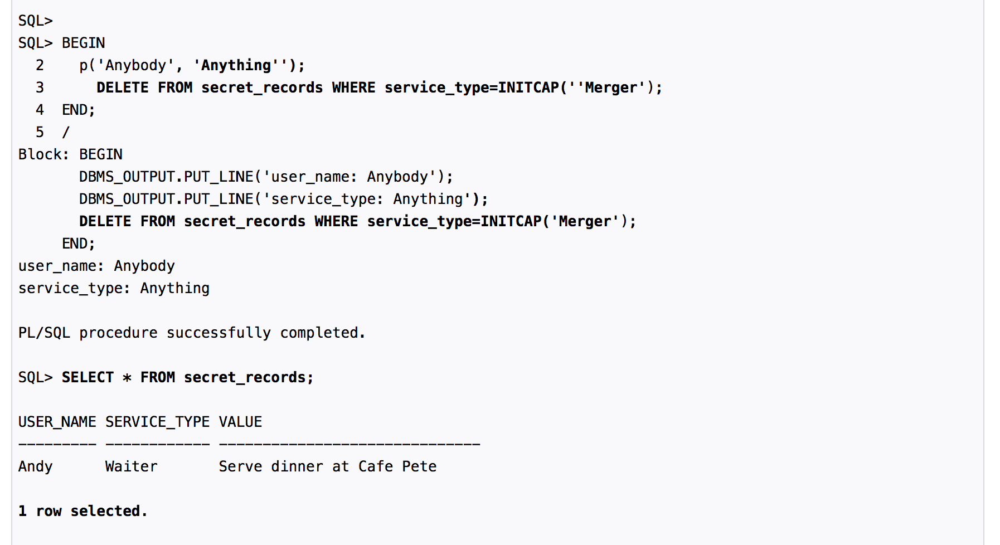 SQL>
SQL> BEGIN
  2    p('Anybody', 'Anything'');
  3      DELETE FROM secret_records WHERE service_type=INITCAP(''Merger');
  4  END;
  5  /
Block: BEGIN
       DBMS_OUTPUT.PUT_LINE('user_name: Anybody');
       DBMS_OUTPUT.PUT_LINE('service_type: Anything');
       DELETE FROM secret_records WHERE service_type=INITCAP('Merger');
     END;
user_name: Anybody
service_type: Anything
PL/SQL procedure successfully completed.
SQL> SELECT * FROM secret_records;
USER_NAME SERVICE_TYPE VALUE
--------- ------------ ------------------------------
Andy      Waiter       Serve dinner at Cafe Pete
1 row selected.